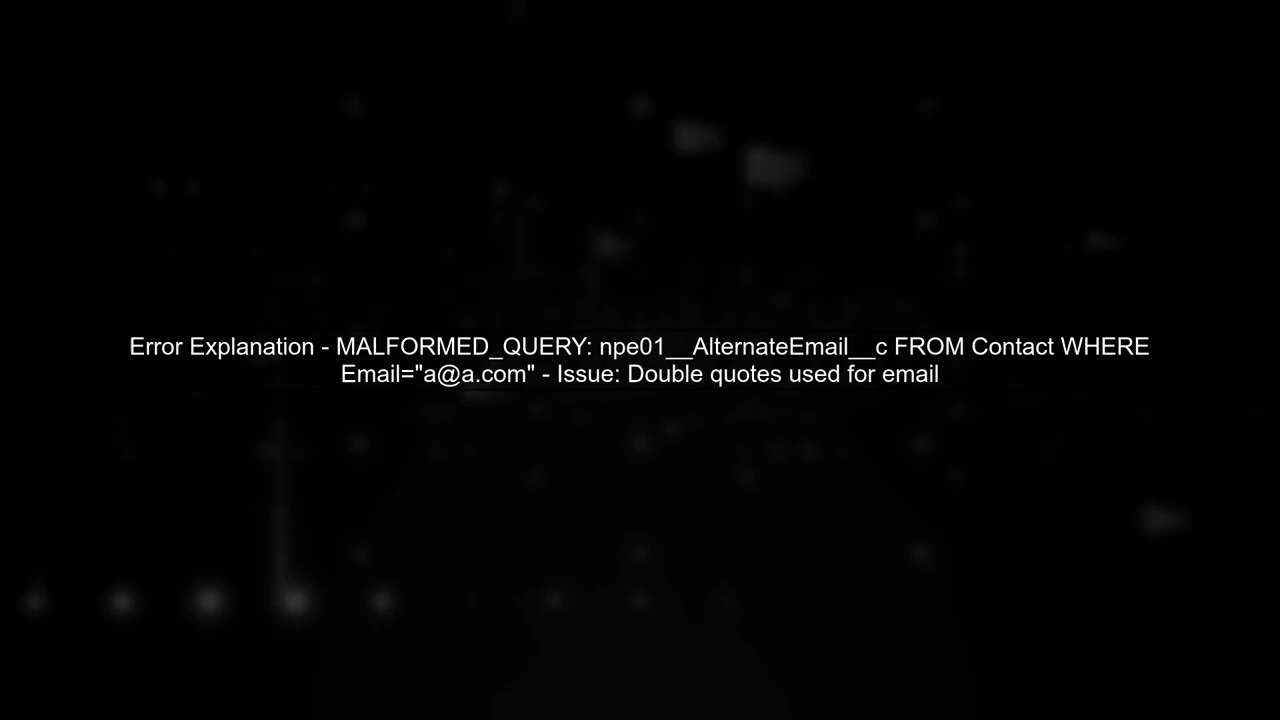 Error Explanation - MALFORMED_QUERY: npe01__AlternateEmail__c FROM Contact WHERE
Email="a@a.com" - Issue: Double quotes used for email